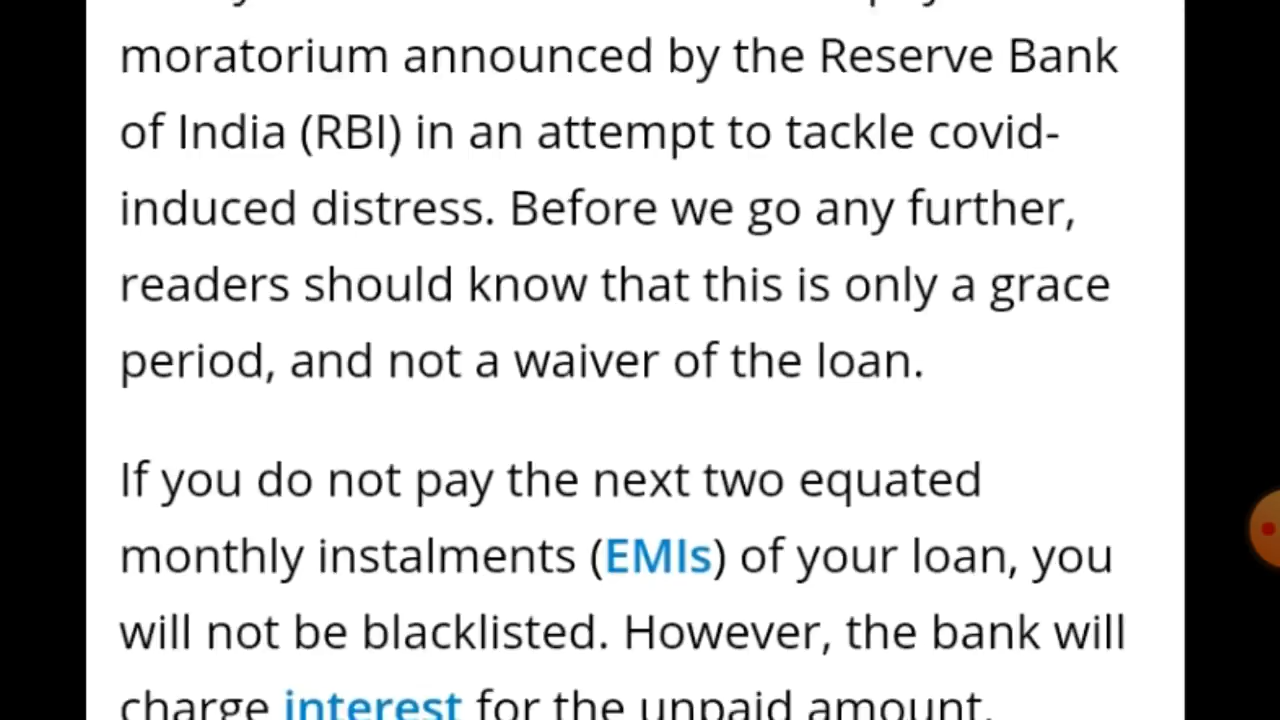 moratorium announced by the Reserve Bank
of India (RBI) in an attempt to tackle covid-
induced distress. Before we go any further,
readers should know that this is only a grace
period, and not a waiver of the loan.
If you do not pay the next two equated
monthly instalments (EMIs) of your loan, you
will not be blacklisted. However, the bank will
charge interest for the unpaid amount.